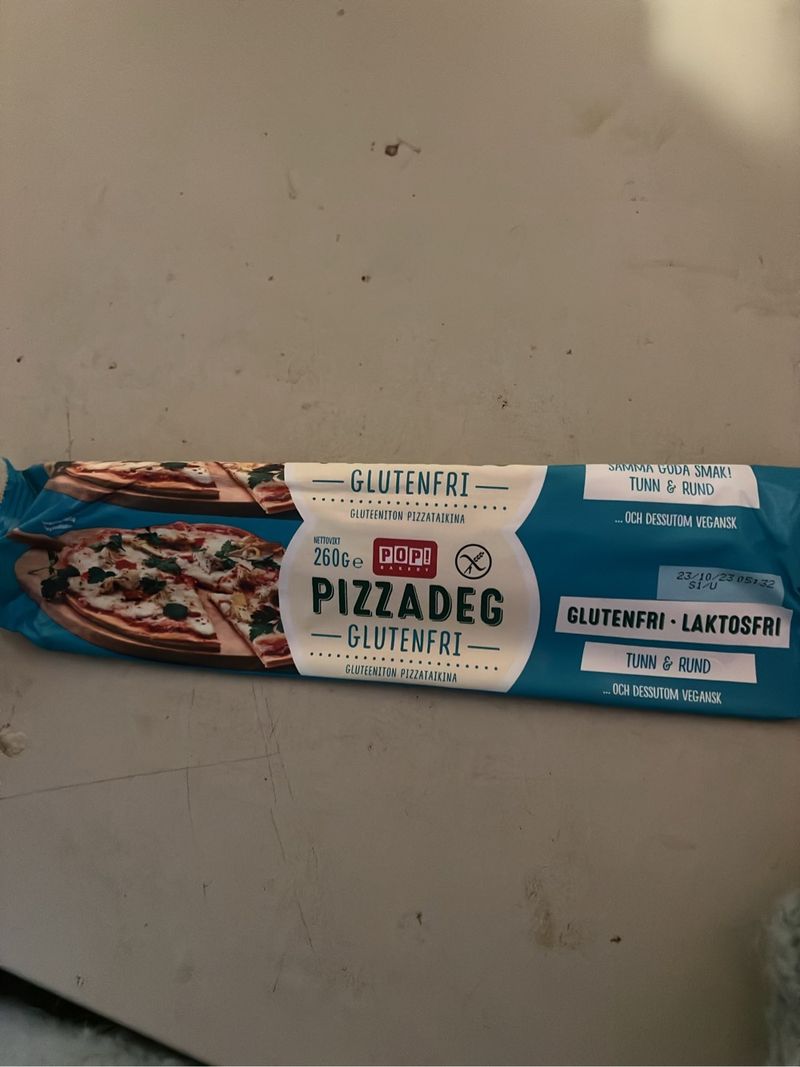 GLUTENFRI
GLUTEENITON PIZZATAIKINA
NETTOVIKT
260G e
POP!
BAKERY
PIZZADEG
GLUTENFRI
GLUTEENITON PIZZATAIKINA
SAMMA GODA SMAK!
TUNN & RUND
... OCH DESSUTOM VEGANSK
23/10/23 05:32
S1/U
GLUTENFRI · LAKTOSFRI
TUNN & RUND
... OCH DESSUTOM VEGANSK